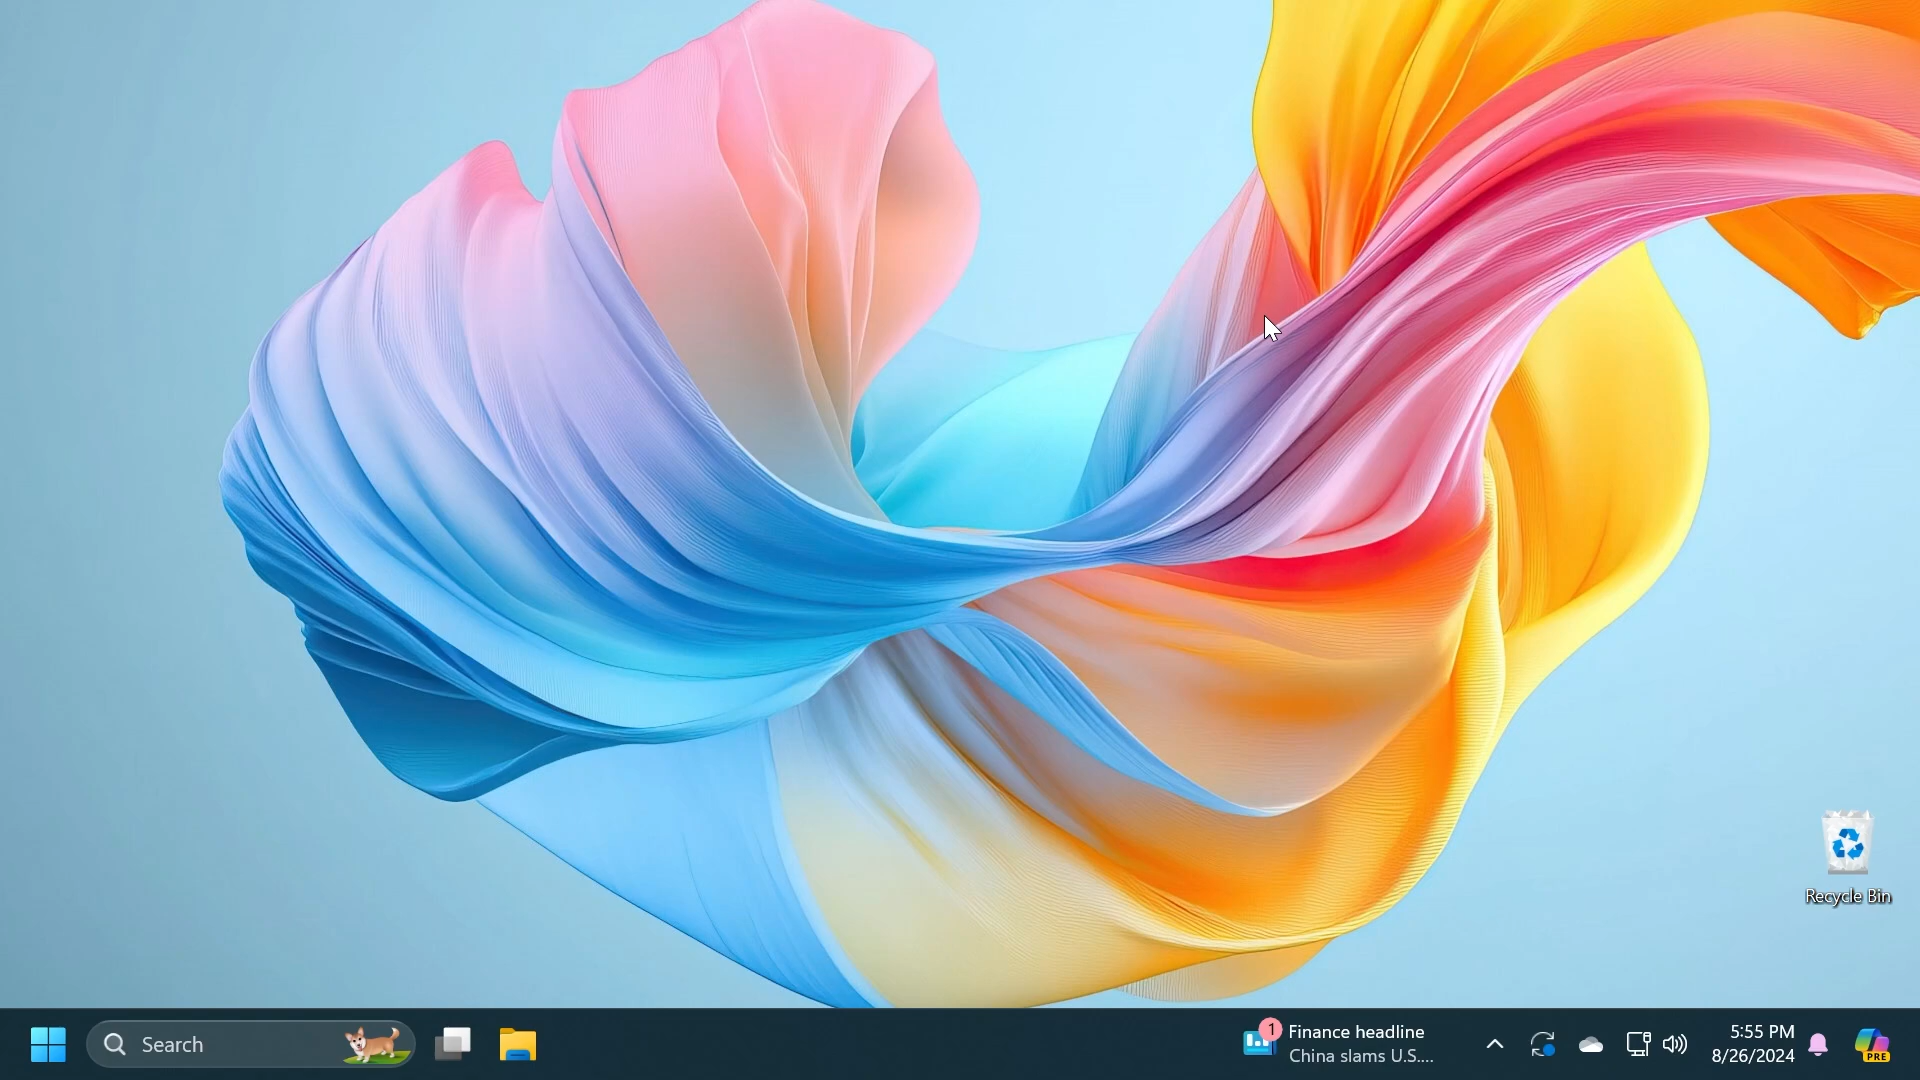 Recycle Bin
Search
1
Finance headline
China slams U.S....
5:55 PM
8/26/2024
PRE